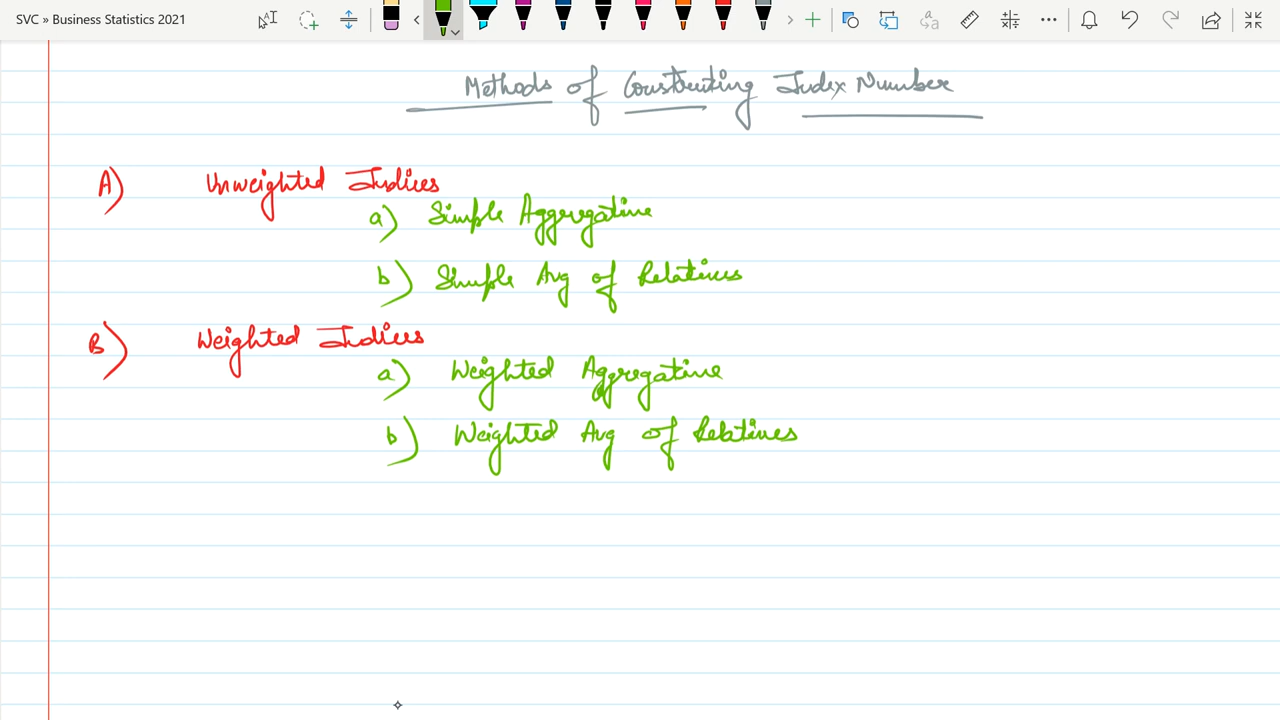 SVC » Business Statistics 2021
Methods of Constructing Index Number
A) Unweighted Indices
a) Simple Aggregative
b) Simple Avg of Relatives
B) Weighted Indices
a) Weighted Aggregative
b) Weighted Avg of Relatives